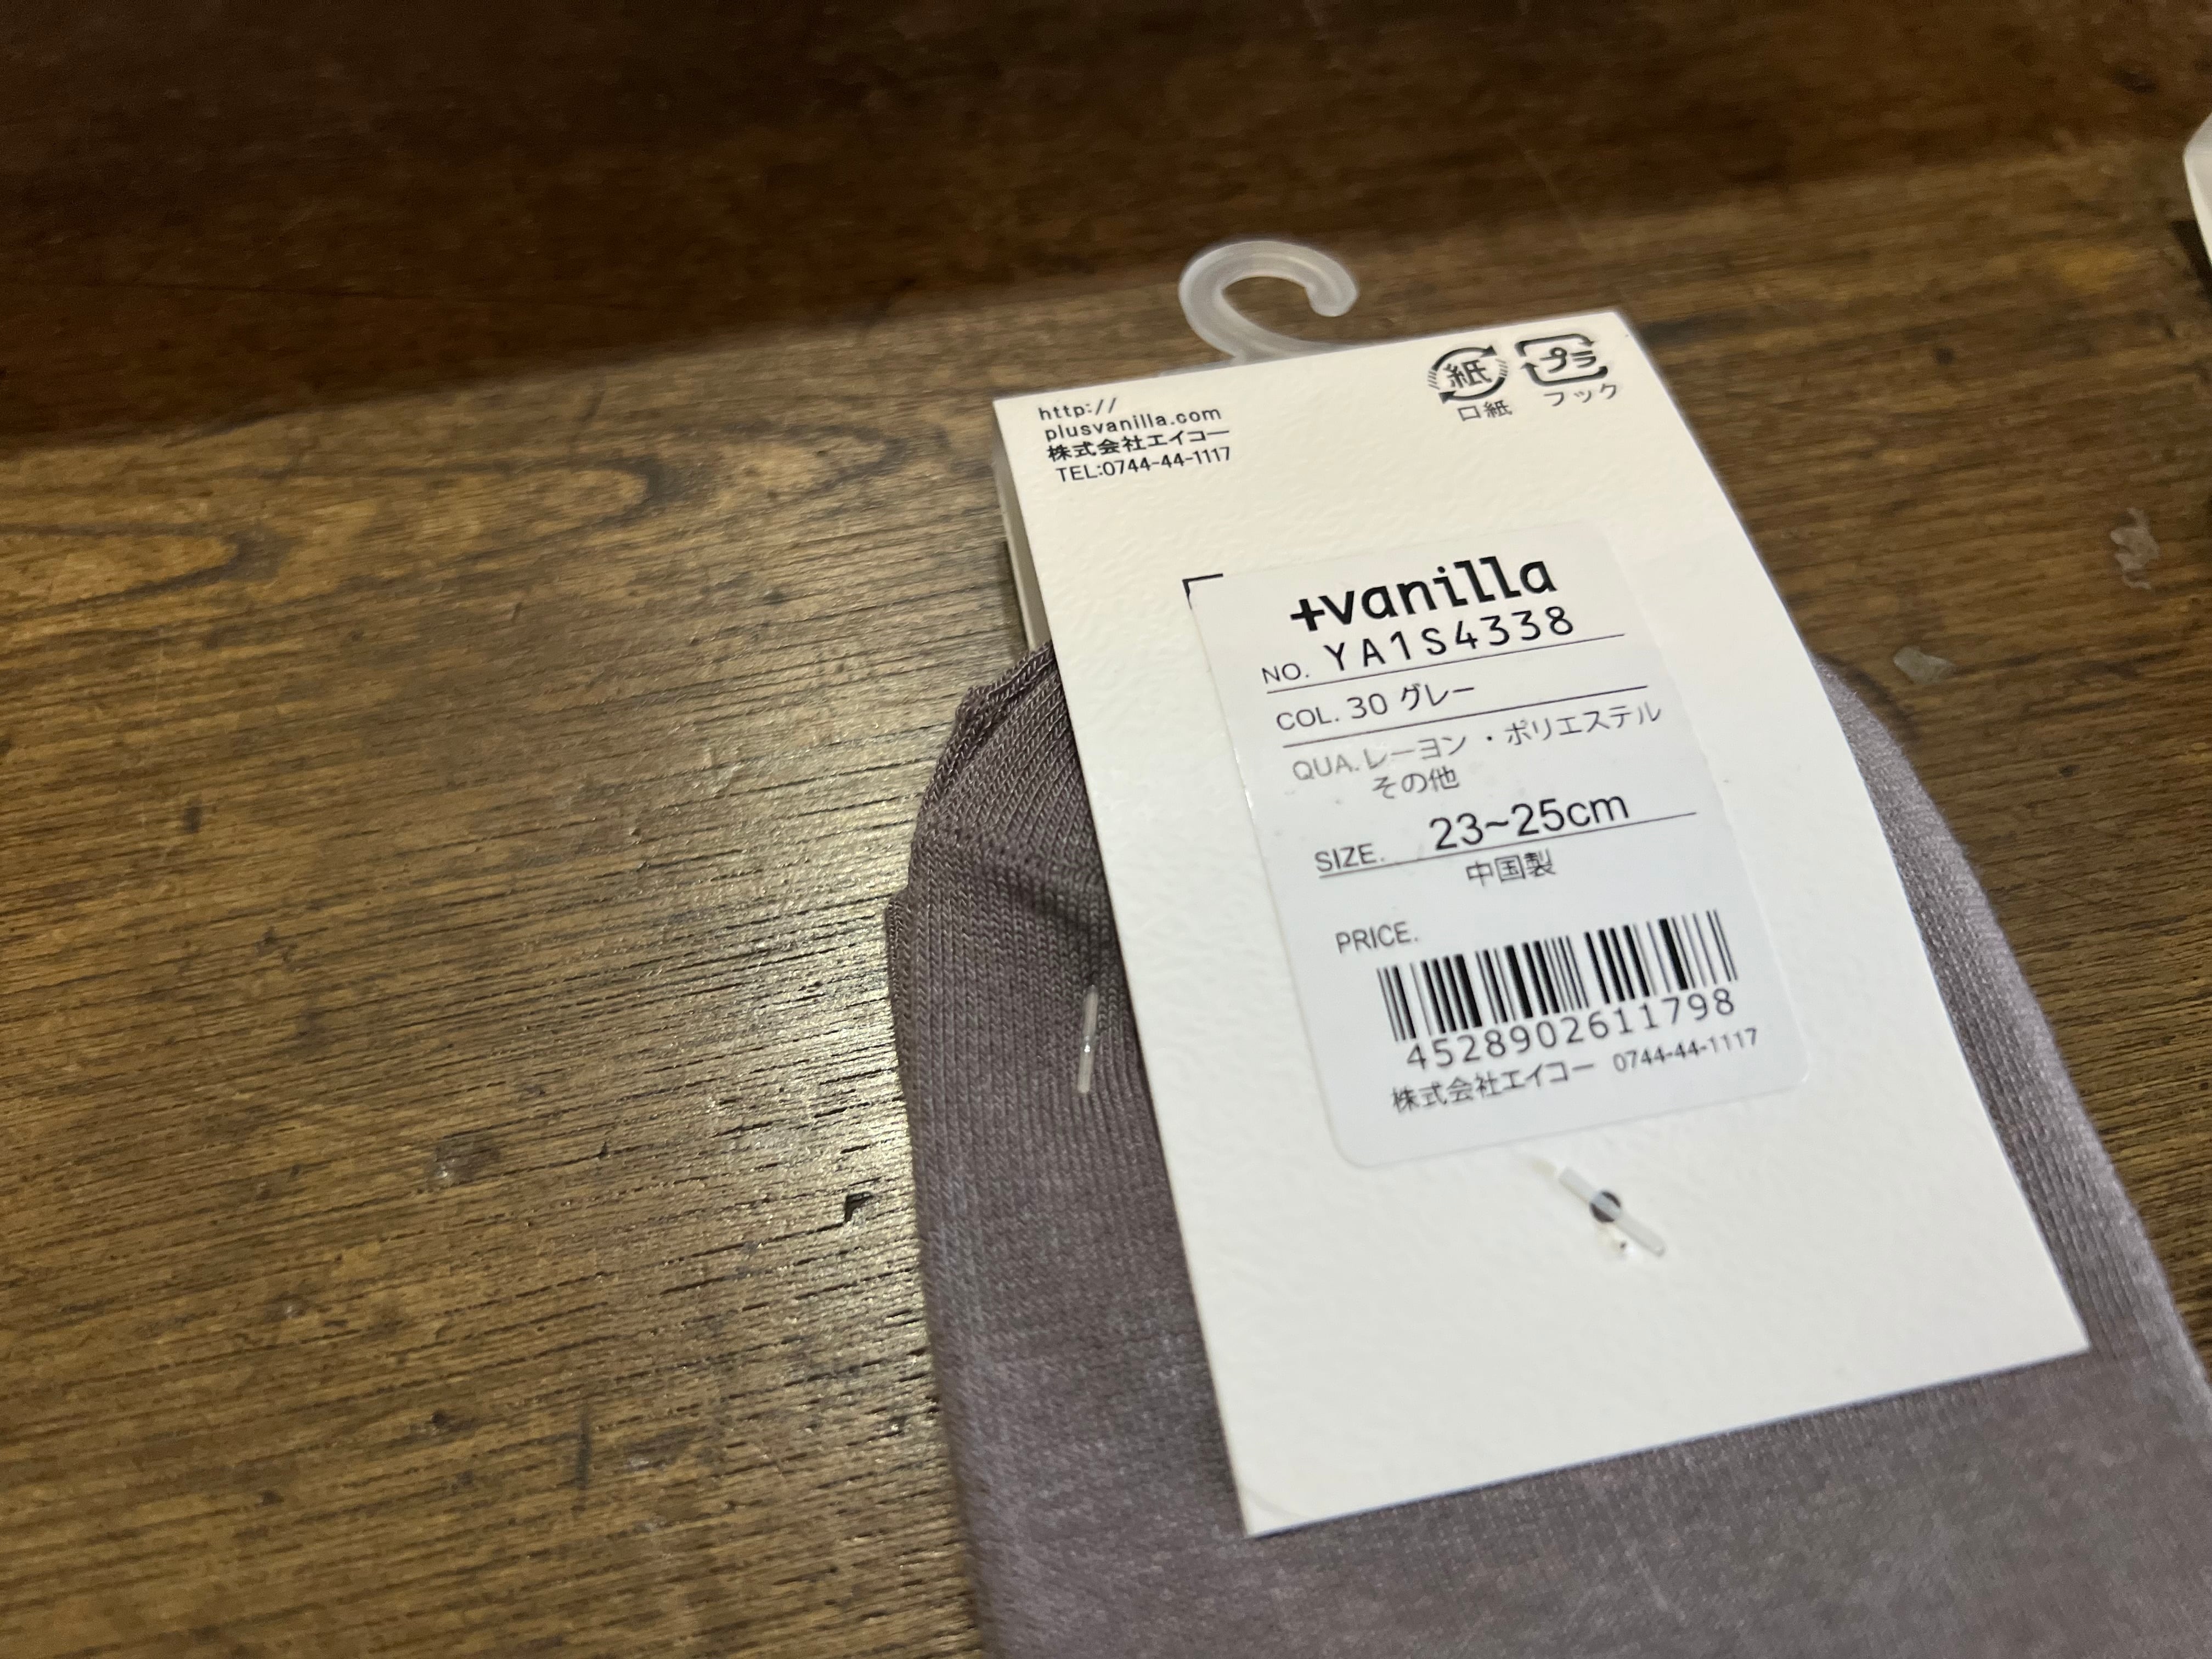 http://
plusvanilla.com
株式会社エイコー
TEL:0744-44-1117
紙
口紙
プラ
フック
+vanilla
NO. YA1S4338
COL. 30 グレー
QUA. レーヨン・ポリエステル
その他
SIZE. 23~25cm
中国製
PRICE.
4528902611798
株式会社エイコー 0744-44-1117